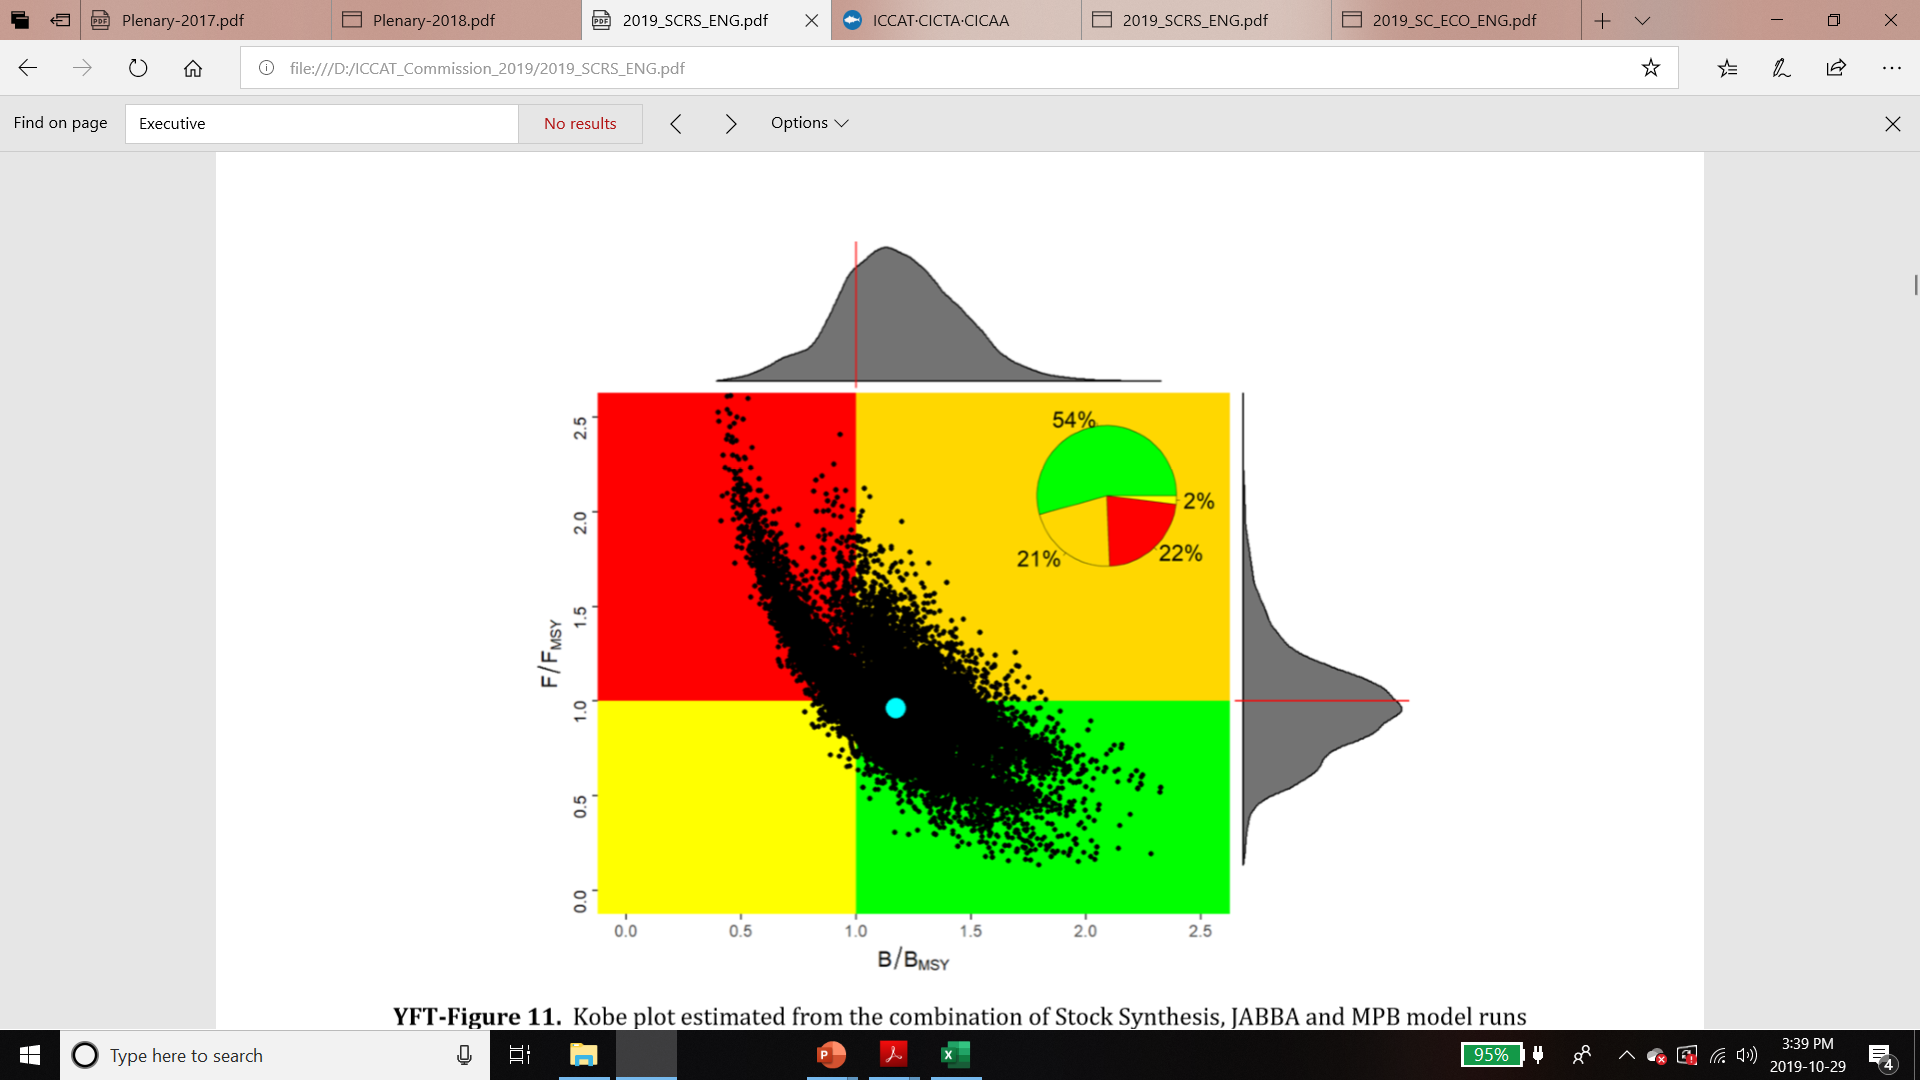 Plenary-2017.pdf
Plenary-2018.pdf
2019_SCRS_ENG.pdf
ICCAT·CICTA·CICAA
2019_SCRS_ENG.pdf
2019_SC_ECO_ENG.pdf
file:///D:/ICCAT_Commission_2019/2019_SCRS_ENG.pdf
Find on page
Executive
No results
Options
54%
2%
22%
21%
2.5
2.0
1.5
1.0
0.5
0.0
F/FMSY
0.0
0.5
1.0
1.5
2.0
2.5
B/BMSY
YFT-Figure 11. Kobe plot estimated from the combination of Stock Synthesis, JABBA and MPB model runs
Type here to search
95%
3:39 PM
2019-10-29
4